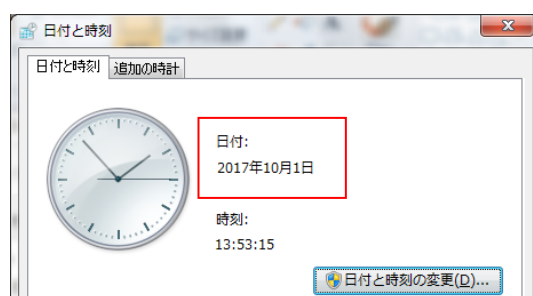 日付と時刻
日付と時刻 追加の時計
日付:
2017年10月1日
時刻:
13:53:15
日付と時刻の変更(D)...